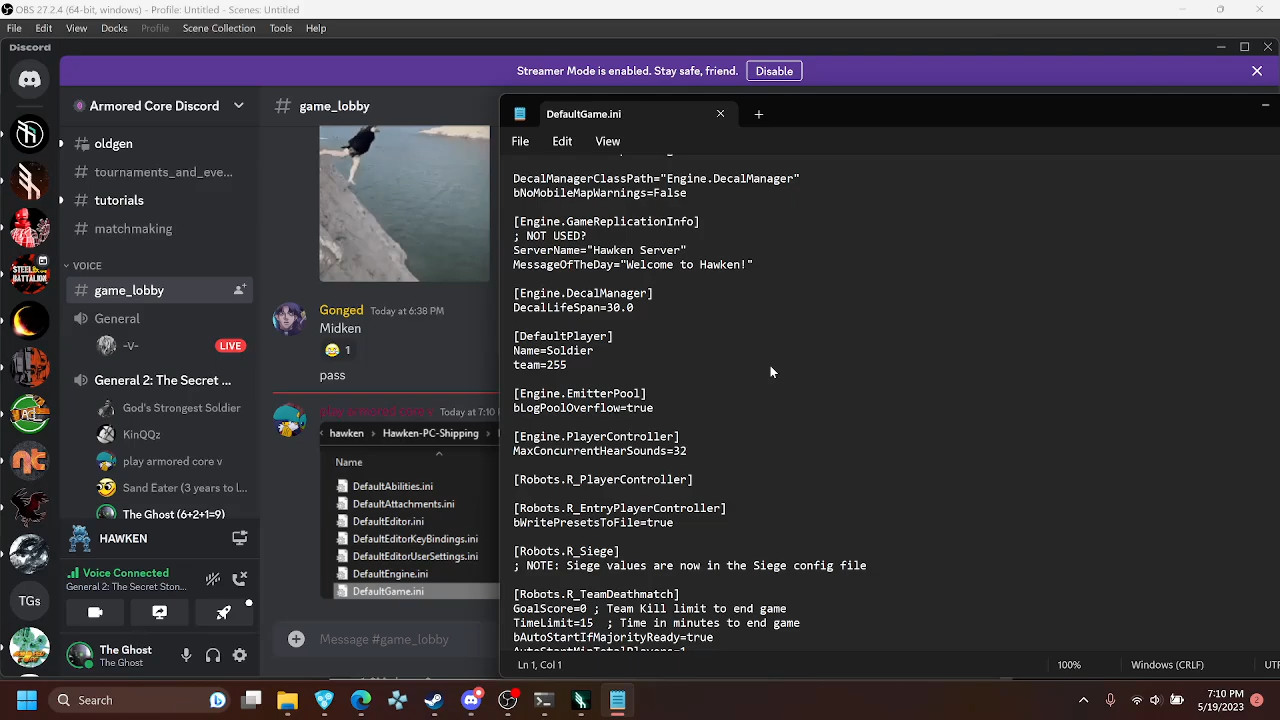 OBS 27.2.4 (64-bit, windows) - Profile: Untitled - Scenes: Untitled
File Edit View Docks Profile Scene Collection Tools Help
Discord
Streamer Mode is enabled. Stay safe, friend. Disable
Armored Core Discord
oldgen
tournaments_and_eve...
tutorials
matchmaking
VOICE
game_lobby
General
-V-
LIVE
General 2: The Secret ...
God's Strongest Soldier
KinQQz
play armored core v
Sand Eater (3 years to l...
The Ghost (6+2+1=9)
HAWKEN
Voice Connected
General 2: The Secret Ston...
TGs
The Ghost
The Ghost
# game_lobby
Gonged Today at 6:38 PM
Midken
1
pass
Today at 7:10
hawken > Hawken-PC-Shipping >
Name
DefaultAbilities.ini
DefaultAttachments.ini
DefaultEditor.ini
DefaultEditorKeyBindings.ini
DefaultEditorUserSettings.ini
DefaultEngine.ini
DefaultGame.ini
Message #game_lobby
DefaultGame.ini
File Edit View
DecalManagerClassPath="Engine.DecalManager"
bNoMobileMapWarnings=False
[Engine.GameReplicationInfo]
; NOT USED?
ServerName="Hawken Server"
MessageOfTheDay="Welcome to Hawken!"
[Engine.DecalManager]
DecalLifeSpan=30.0
[DefaultPlayer]
Name=Soldier
team=255
[Engine.EmitterPool]
bLogPoolOverflow=true
[Engine.PlayerController]
MaxConcurrentHearSounds=32
[Robots.R_PlayerController]
[Robots.R_EntryPlayerController]
bWritePresetsToFile=true
[Robots.R_Siege]
; NOTE: Siege values are now in the Siege config file
[Robots.R_TeamDeathmatch]
GoalScore=0 ; Team Kill limit to end game
TimeLimit=15 ; Time in minutes to end game
bAutoStartIfMajorityReady=true
AutoStartMinTotalPlayers=1
Ln 1, Col 1 100% Windows (CRLF) UTF
Search
7:10 PM
5/19/2023
2